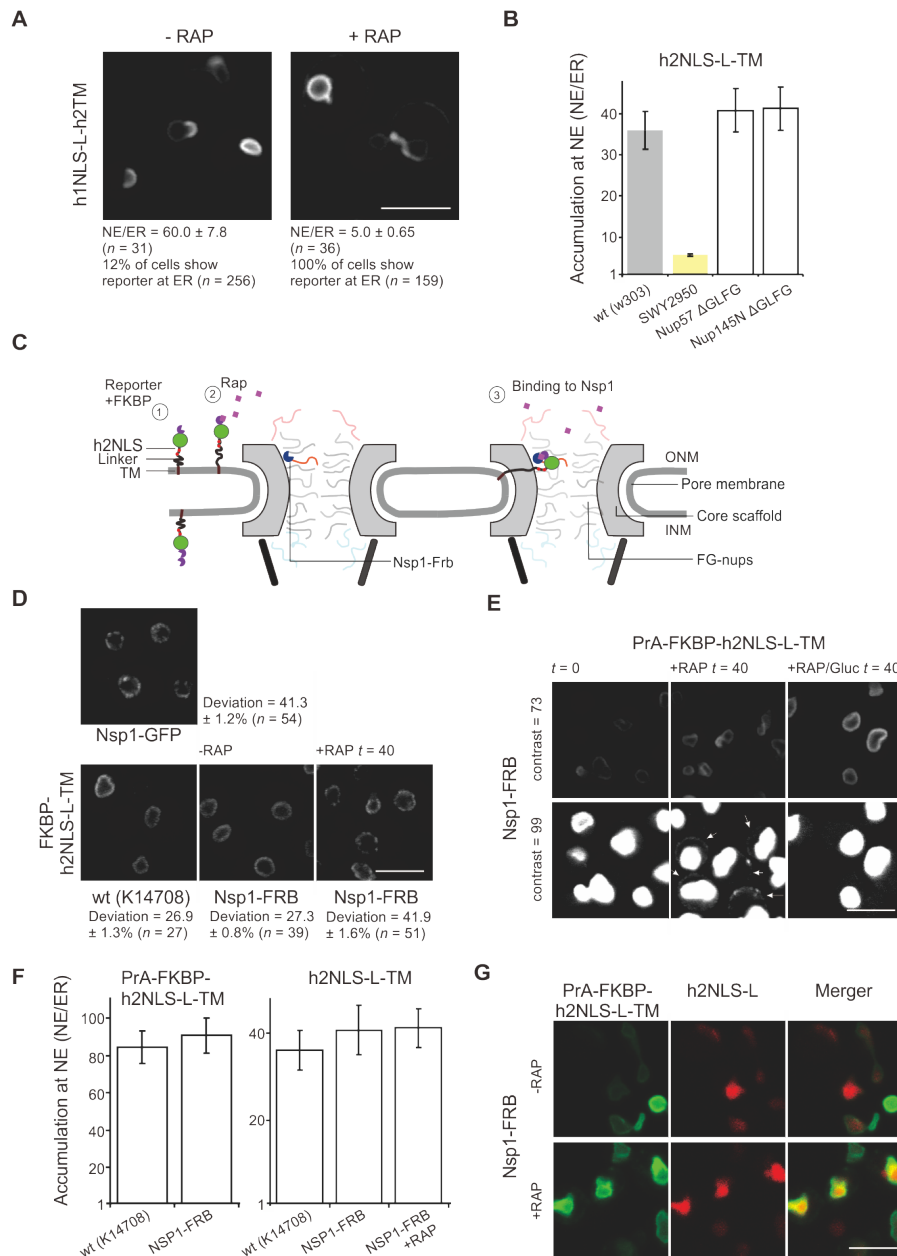 A
- RAP
+ RAP
h1NLS-L-h2TM
NE/ER = 60.0 ± 7.8
(n = 31)
12% of cells show
reporter at ER (n = 256)
NE/ER = 5.0 ± 0.65
(n = 36)
100% of cells show
reporter at ER (n = 159)
B
h2NLS-L-TM
Accumulation at NE (NE/ER)
40
30
10
1
wt (w303)
SWY2950
Nup57 ΔGLFG
Nup145N ΔGLFG
C
Reporter
+FKBP
1
2
Rap
h2NLS
Linker
TM
3
Binding to Nsp1
ONM
Pore membrane
Core scaffold
INM
Nsp1-Frb
FG-nups
D
Deviation = 41.3
± 1.2% (n = 54)
Nsp1-GFP
-RAP
+RAP t = 40
FKBP-
h2NLS-L-TM
wt (K14708)
Deviation = 26.9
± 1.3% (n = 27)
Nsp1-FRB
Deviation = 27.3
± 0.8% (n = 39)
Nsp1-FRB
Deviation = 41.9
± 1.6% (n = 51)
E
PrA-FKBP-h2NLS-L-TM
t = 0
+RAP t = 40
+RAP/Gluc t = 40
Nsp1-FRB
contrast = 73
contrast = 99
F
PrA-FKBP-
h2NLS-L-TM
Accumulation at NE (NE/ER)
100
80
60
40
20
1
wt (K14708)
NSP1-FRB
h2NLS-L-TM
40
20
1
wt (K14708)
NSP1-FRB
NSP1-FRB
+RAP
G
PrA-FKBP-
h2NLS-L-TM
h2NLS-L
Merger
Nsp1-FRB
-RAP
+RAP